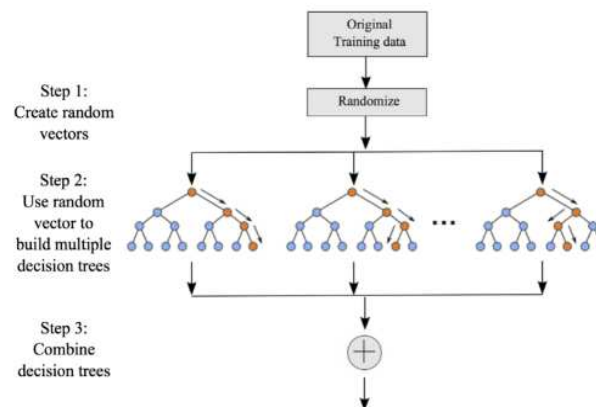 Original
Training data
Step 1:
Create random
vectors
Randomize
Step 2:
Use random
vector to
build multiple
decision trees
...
Step 3:
Combine
decision trees